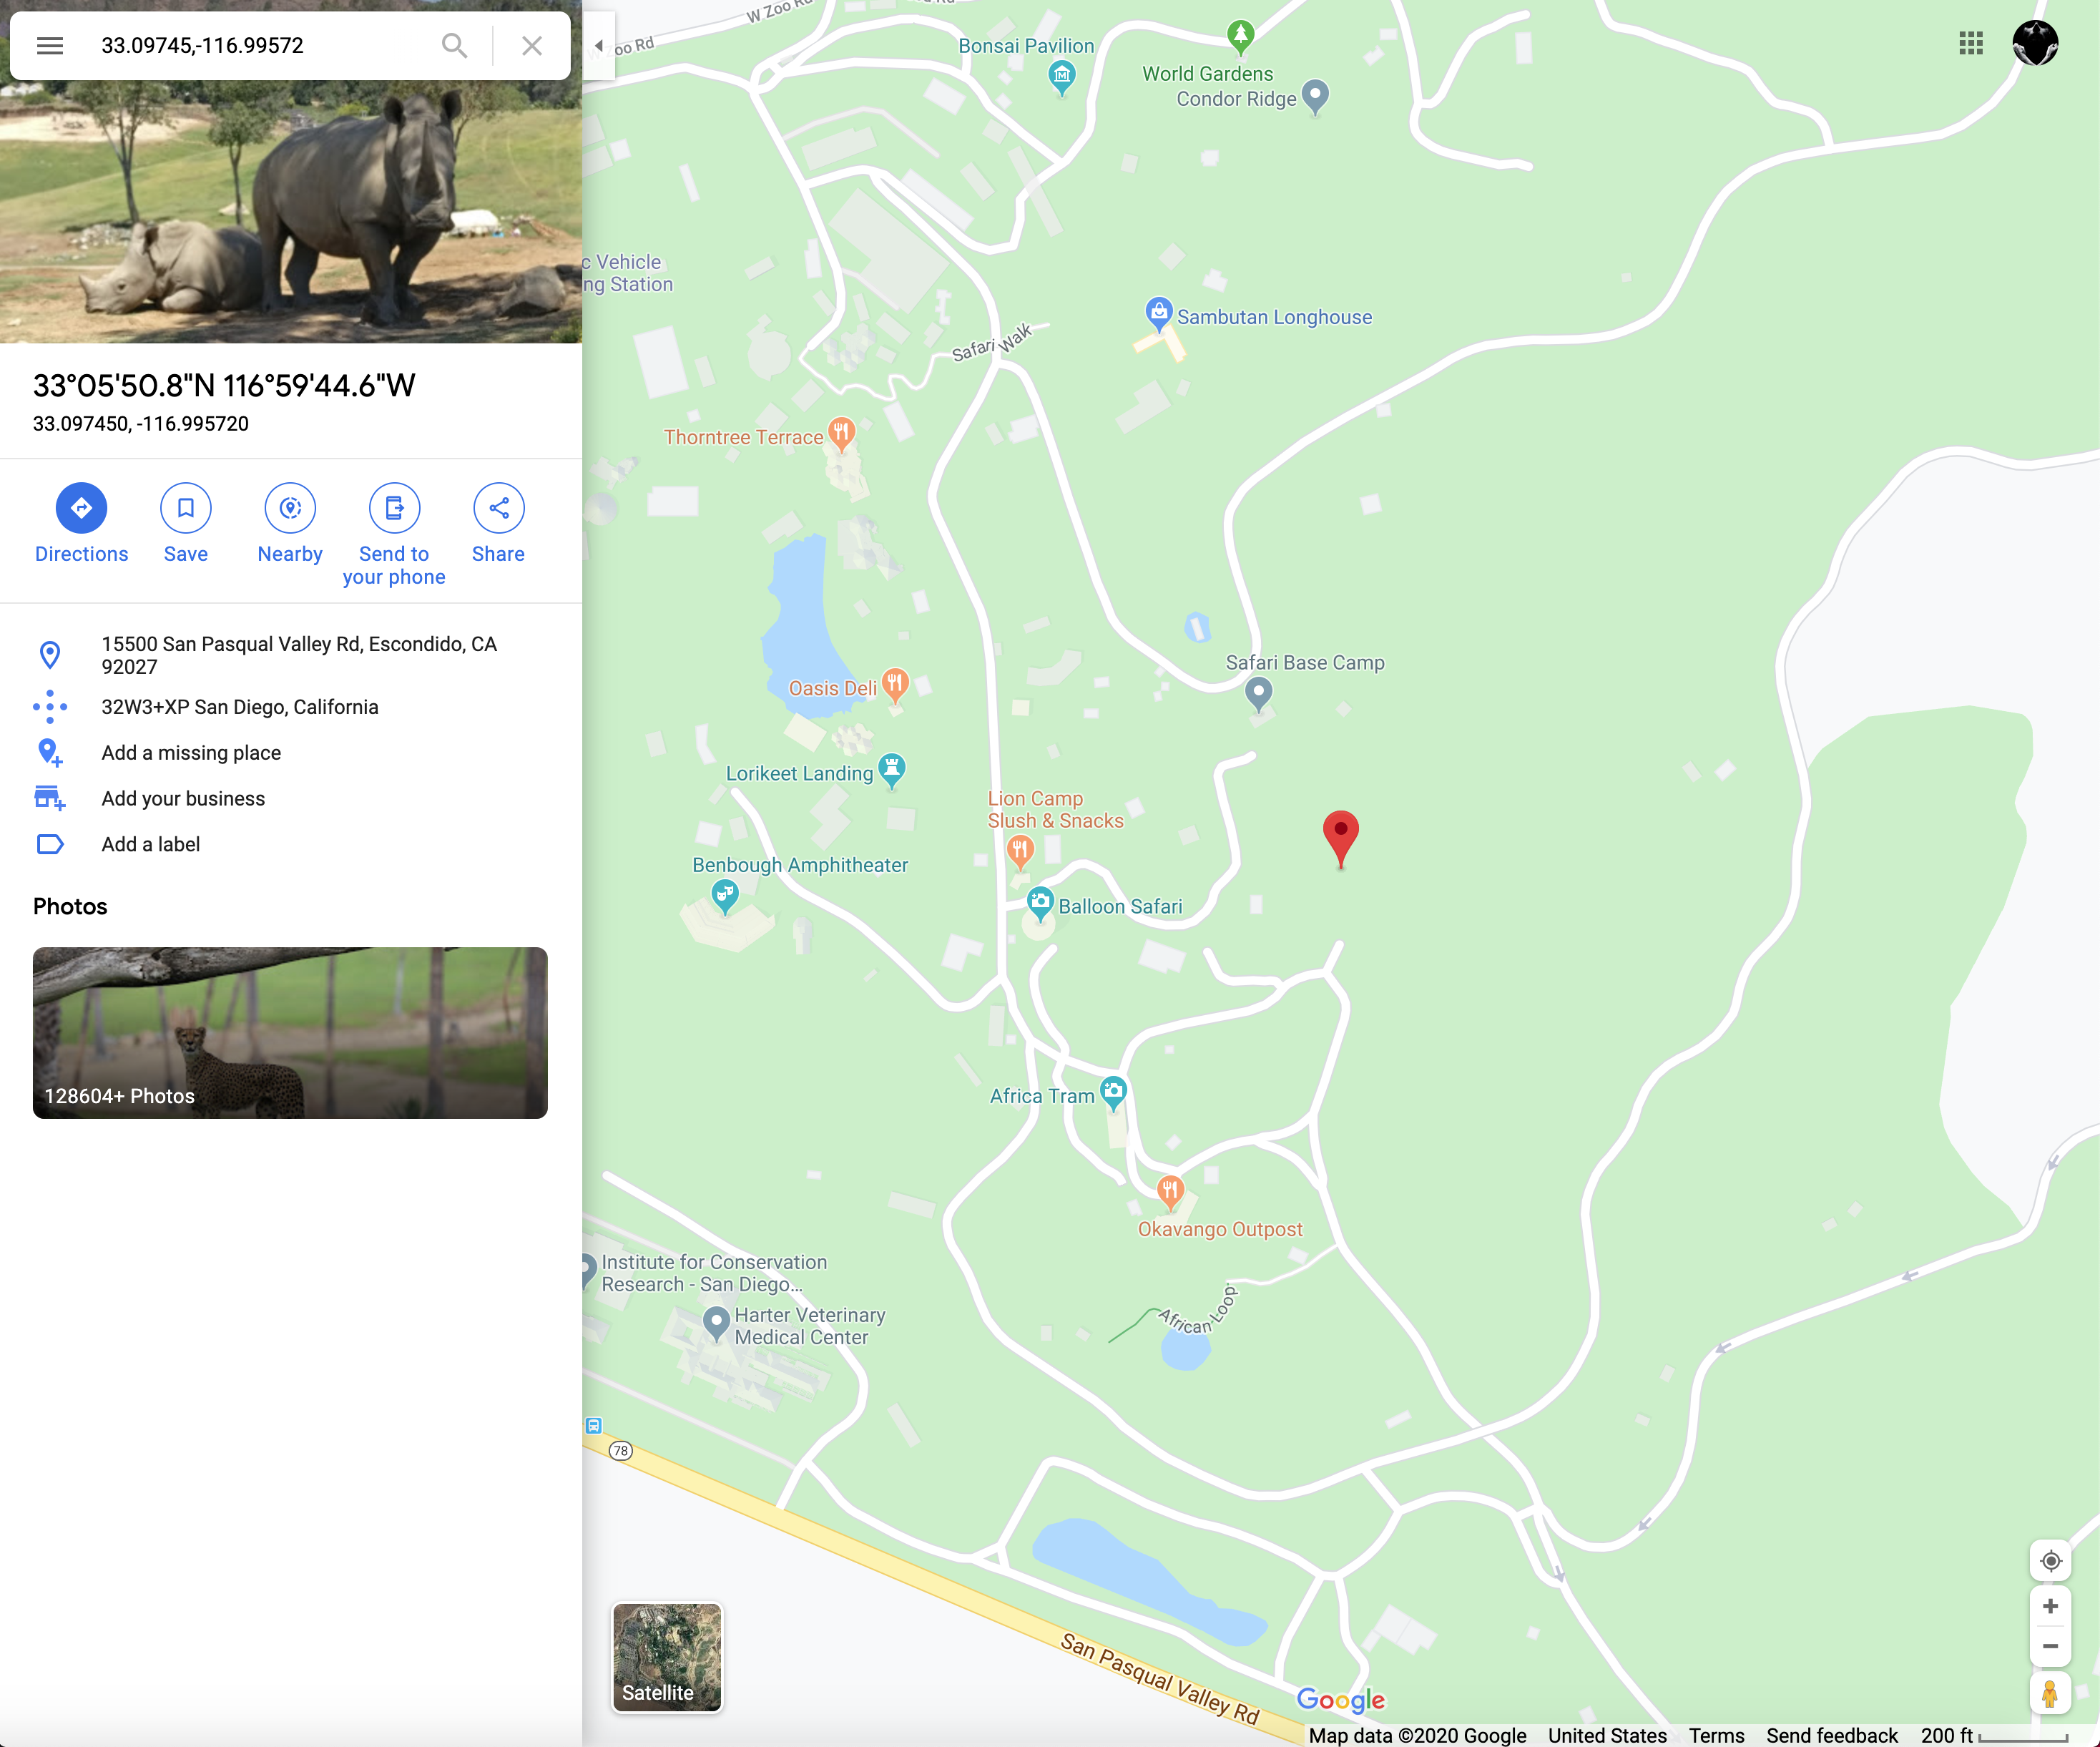 33.09745,-116.99572
33°05'50.8"N 116°59'44.6"W
33.097450, -116.995720
Directions
Save
Nearby
Send to
your phone
Share
15500 San Pasqual Valley Rd, Escondido, CA
92027
32W3+XP San Diego, California
Add a missing place
Add your business
Add a label
Photos
128604+ Photos
W Zoo Rd
Zoo Rd
Bonsai Pavilion
World Gardens
Condor Ridge
c Vehicle
ng Station
Sambutan Longhouse
Safari Walk
Thorntree Terrace
Safari Base Camp
Oasis Deli
Lorikeet Landing
Lion Camp
Slush & Snacks
Benbough Amphitheater
Balloon Safari
Africa Tram
Okavango Outpost
African Loop
Institute for Conservation
Research - San Diego...
Harter Veterinary
Medical Center
78
San Pasqual Valley Rd
Satellite
Google
Map data ©2020 Google
United States
Terms
Send feedback
200 ft